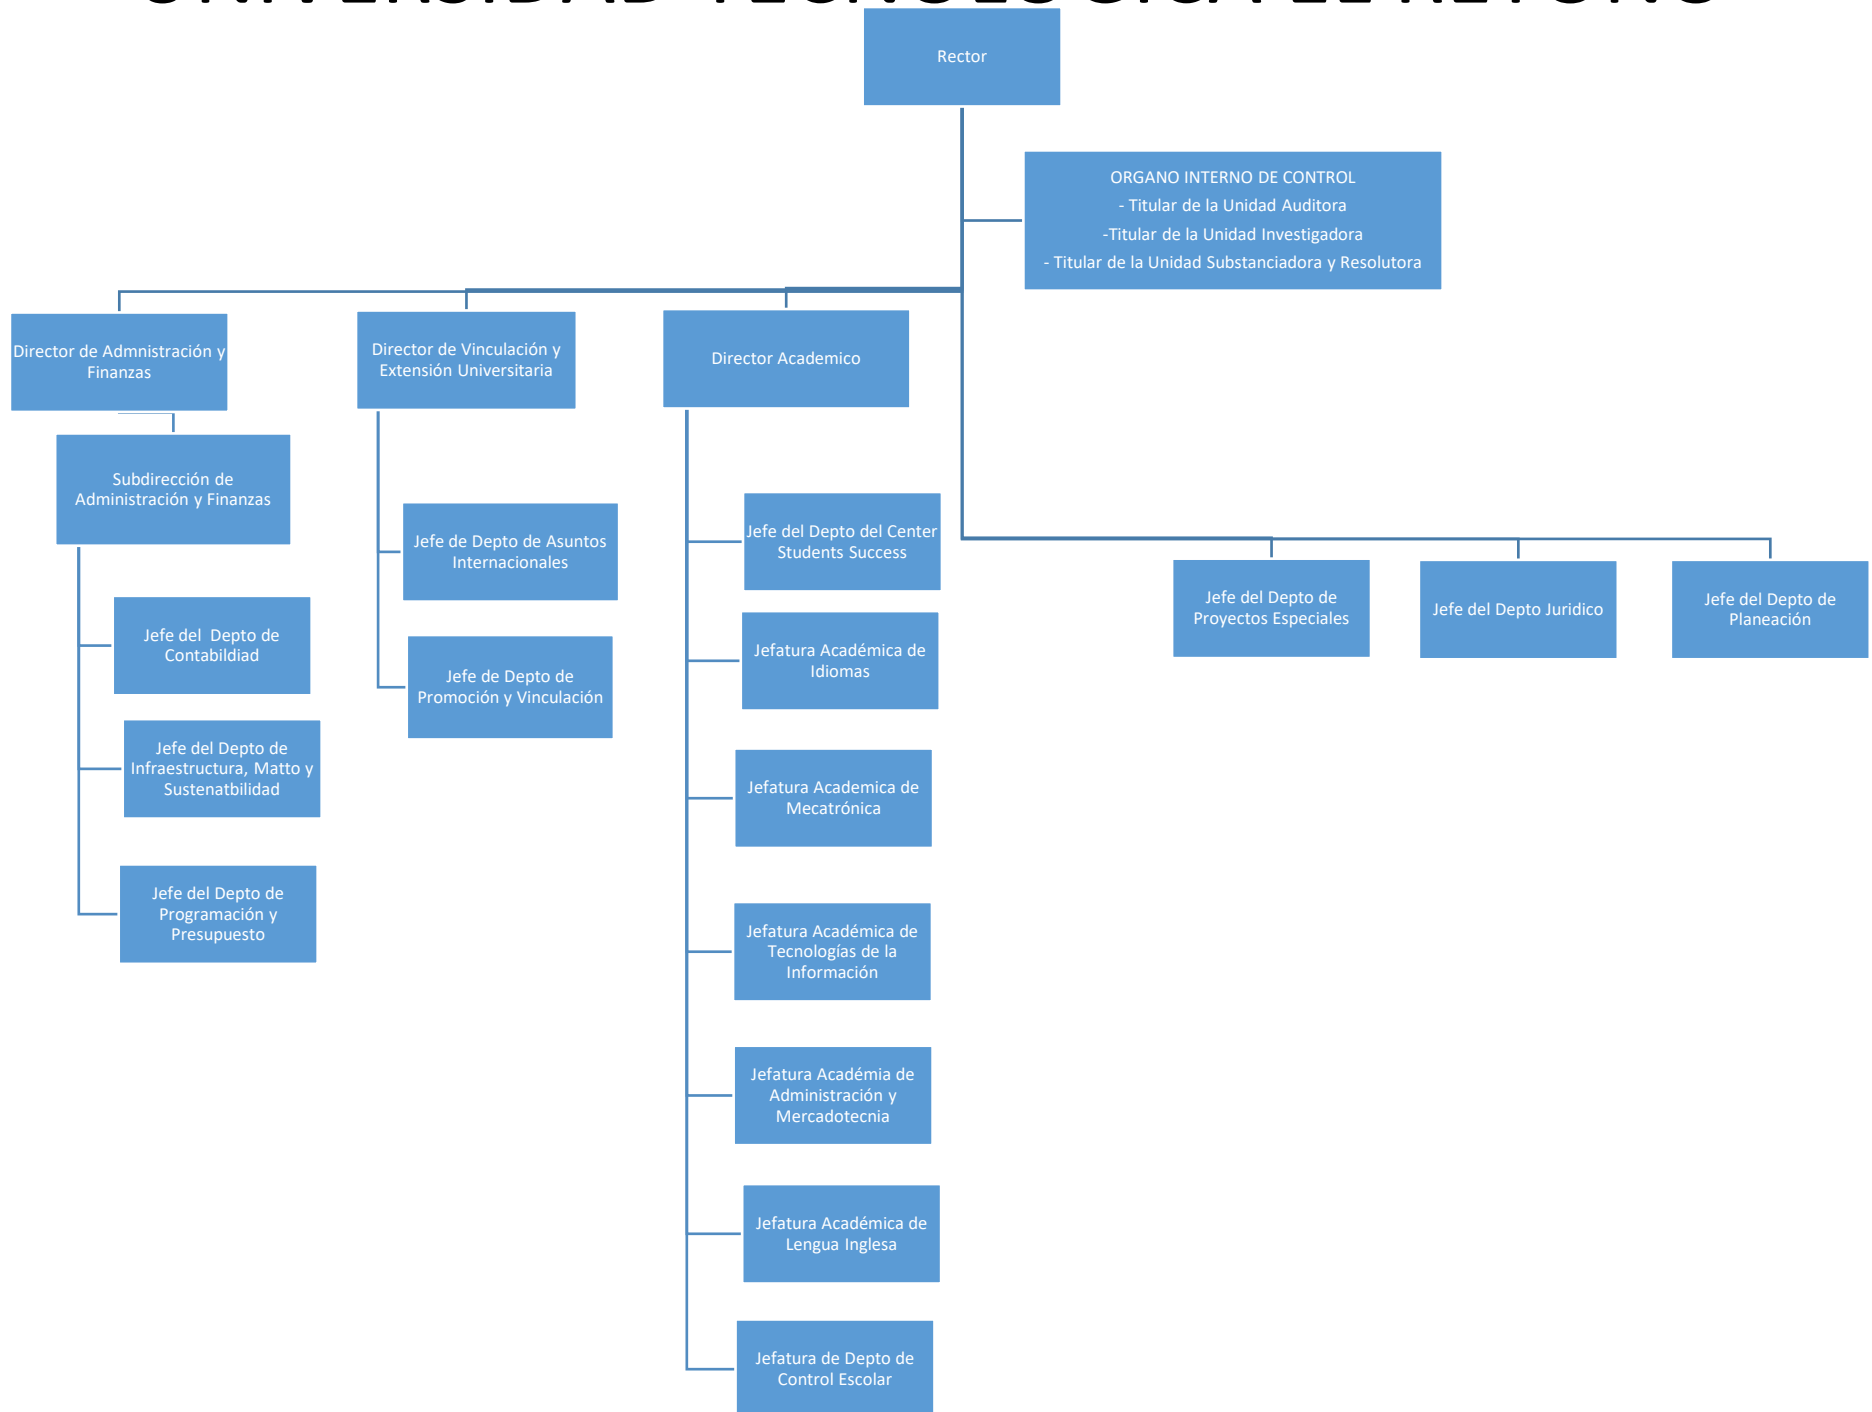 UNIVERSIDAD TECNOLOGICA EL RETOÑO
Rector
ORGANO INTERNO DE CONTROL
- Titular de la Unidad Auditora
-Titular de la Unidad Investigadora
- Titular de la Unidad Substanciadora y Resolutora
Director de Admnistración y
Finanzas
Director de Vinculación y
Extensión Universitaria
Director Academico
Subdirección de
Administración y Finanzas
Jefe de Depto de Asuntos
Internacionales
Jefe del Depto del Center
Students Success
Jefe del Depto de
Proyectos Especiales
Jefe del Depto Juridico
Jefe del Depto de
Planeación
Jefe del  Depto de
Contabildiad
Jefatura Académica de
Idiomas
Jefe de Depto de
Promoción y Vinculación
Jefe del Depto de
Infraestructura, Matto y
Sustenatbilidad
Jefatura Academica de
Mecatrónica
Jefe del Depto de
Programación y
Presupuesto
Jefatura Académica de
Tecnologías de la
Información
Jefatura Académia de
Administración y
Mercadotecnia
Jefatura Académica de
Lengua Inglesa
Jefatura de Depto de
Control Escolar